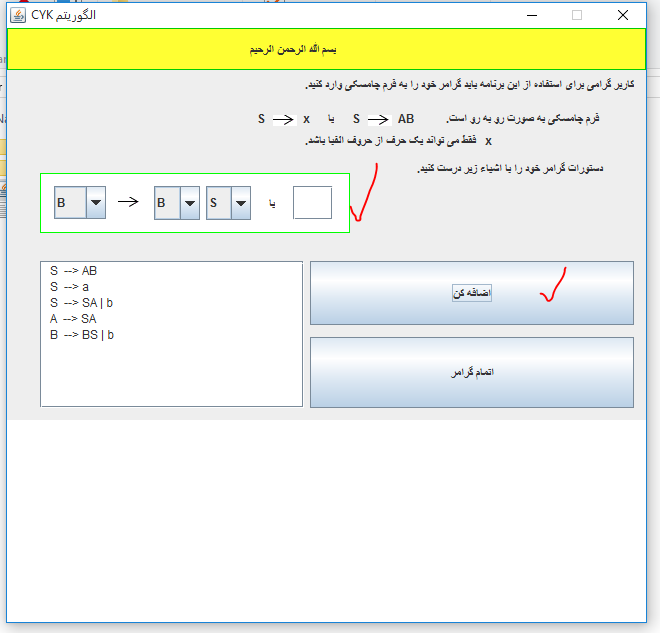 الگوریتم CYK
بسم الله الرحمن الرحیم
کاربر گرامی برای استفاده از این برنامه باید گرامر خود را به فرم چامسکی وارد کنید.
فرم چامسکی به صورت رو به رو است. S → AB یا S → x
x فقط می تواند یک حرف از حروف الفبا باشد.
دستورات گرامر خود را با اشیاء زیر درست کنید.
B → B S یا
S --> AB
S --> a
S --> SA | b
A --> SA
B --> BS | b
اضافه کن
اتمام گرامر